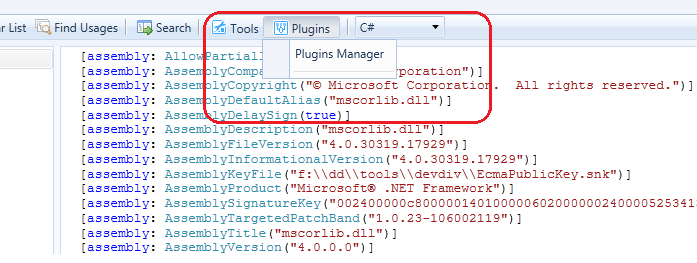 r List Find Usages Search Tools Plugins C#
Plugins Manager
[assembly: AllowPartiall
[assembly: AssemblyCompa orporation")]
[assembly: AssemblyCopyright("© Microsoft Corporation.  All rights reserved.")]
[assembly: AssemblyDefaultAlias("mscorlib.dll")]
[assembly: AssemblyDelaySign(true)]
[assembly: AssemblyDescription("mscorlib.dll")]
[assembly: AssemblyFileVersion("4.0.30319.17929")]
[assembly: AssemblyInformationalVersion("4.0.30319.17929")]
[assembly: AssemblyKeyFile("f:\\dd\\tools\\devdiv\\EcmaPublicKey.snk")]
[assembly: AssemblyProduct("Microsoft® .NET Framework")]
[assembly: AssemblySignatureKey("002400000c800000140100000602000000240000525341
[assembly: AssemblyTargetedPatchBand("1.0.23-106002119")]
[assembly: AssemblyTitle("mscorlib.dll")]
[assembly: AssemblyVersion("4.0.0.0")]